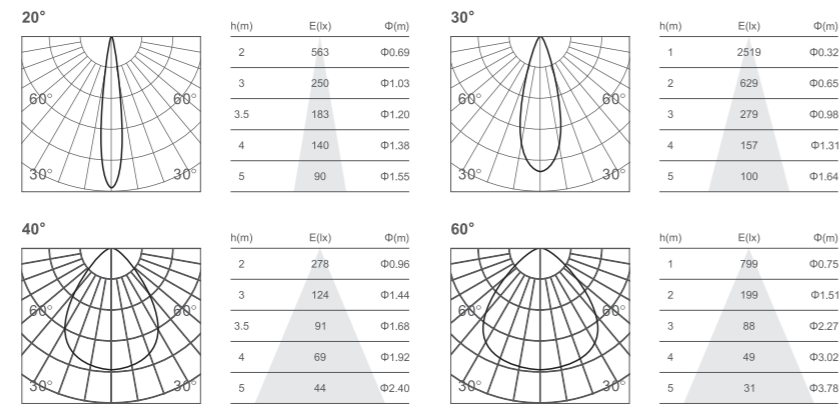 20°
60° 60°
30° 30°
h(m) E(lx) Φ(m)
2 563 Φ0.69
3 250 Φ1.03
3.5 183 Φ1.20
4 140 Φ1.38
5 90 Φ1.55
30°
60° 60°
30° 30°
h(m) E(lx) Φ(m)
1 2519 Φ0.32
2 629 Φ0.65
3 279 Φ0.98
4 157 Φ1.31
5 100 Φ1.64
40°
60° 60°
30° 30°
h(m) E(lx) Φ(m)
2 278 Φ0.96
3 124 Φ1.44
3.5 91 Φ1.68
4 69 Φ1.92
5 44 Φ2.40
60°
60° 60°
30° 30°
h(m) E(lx) Φ(m)
1 799 Φ0.75
2 199 Φ1.51
3 88 Φ2.27
4 49 Φ3.02
5 31 Φ3.78